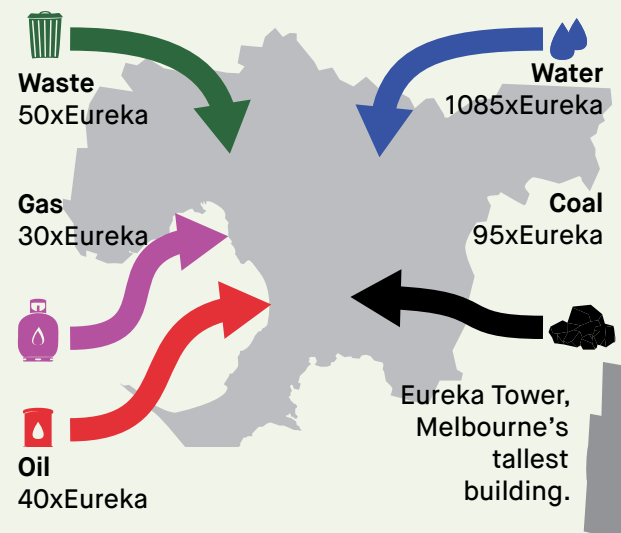 Waste
50xEureka
Water
1085xEureka
Gas
30xEureka
Coal
95xEureka
Oil
40xEureka
Eureka Tower,
Melbourne’s
tallest
building.